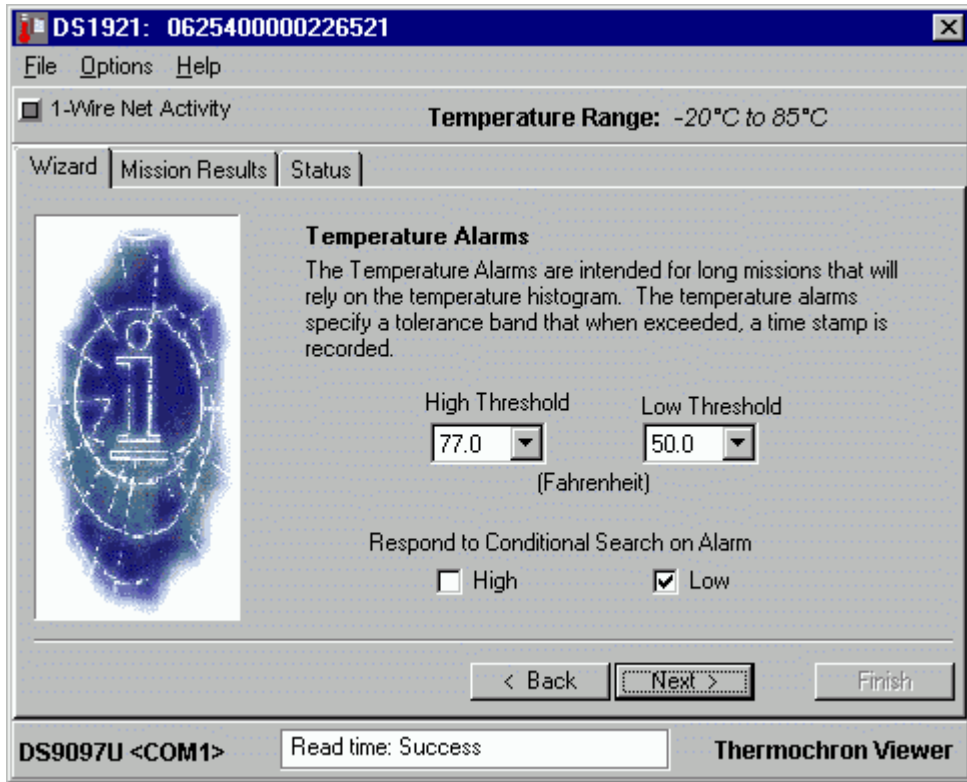 DS1921: 0625400000226521
File Options Help
1-Wire Net Activity
Temperature Range: -20°C to 85°C
Wizard Mission Results Status
Temperature Alarms
The Temperature Alarms are intended for long missions that will
rely on the temperature histogram. The temperature alarms
specify a tolerance band that when exceeded, a time stamp is
recorded.
High Threshold Low Threshold
77.0 50.0
(Fahrenheit)
Respond to Conditional Search on Alarm
High Low
< Back Next > Finish
DS9097U <COM1> Read time: Success Thermochron Viewer